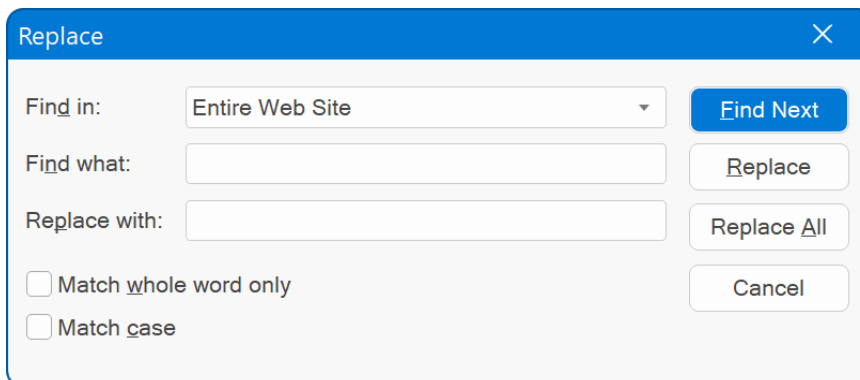 Replace
Find in: Entire Web Site Find Next
Find what: Replace
Replace with: Replace All
Match whole word only Cancel
Match case